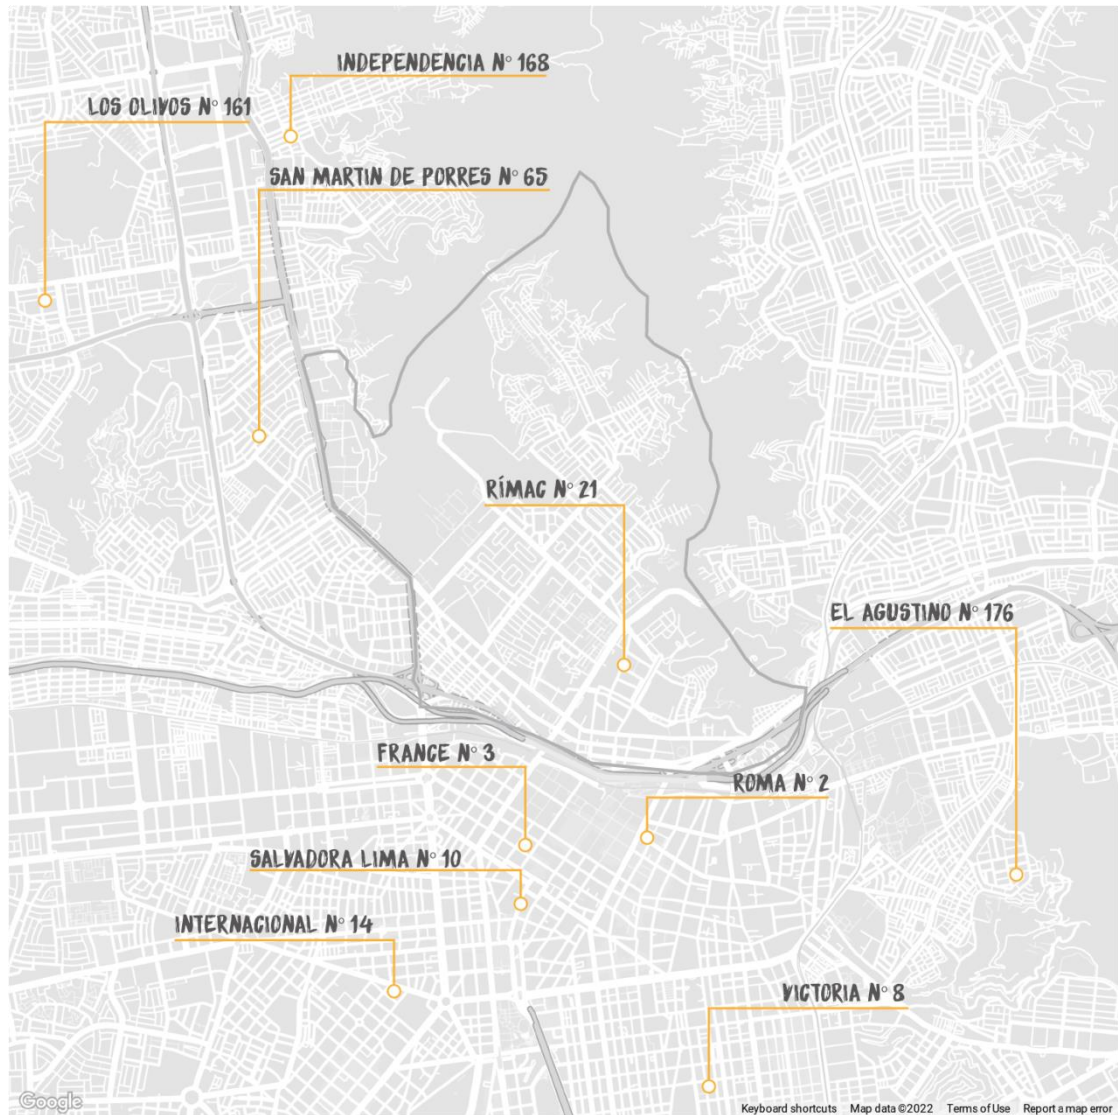 INDEPENDENCIA N° 168
LOS OLIVOS N° 161
SAN MARTIN DE PORRES N° 65
RÍMAC N° 21
EL AGUSTINO N° 176
FRANCE N° 3
ROMA N° 2
SALVADORA LIMA N° 10
INTERNACIONAL N° 14
VICTORIA N° 8
Google
Keyboard shortcuts Map data ©2022 Terms of Use Report a map error